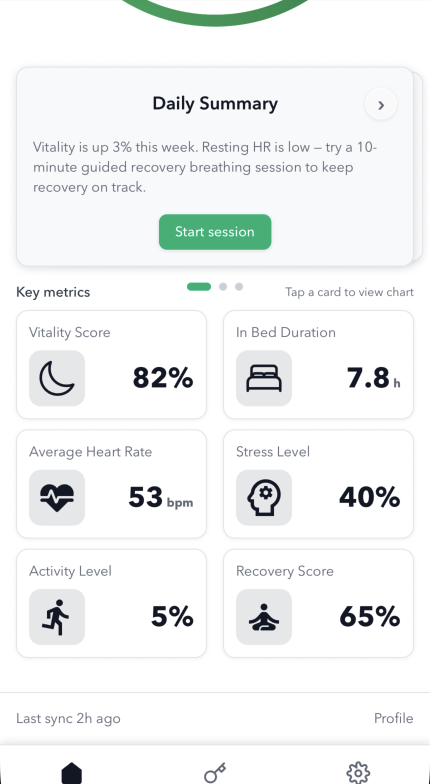 Daily Summary
Vitality is up 3% this week. Resting HR is low – try a 10-
minute guided recovery breathing session to keep
recovery on track.
Start session
Key metrics
Tap a card to view chart
Vitality Score
82%
In Bed Duration
7.8 h
Average Heart Rate
53 bpm
Stress Level
40%
Activity Level
5%
Recovery Score
65%
Last sync 2h ago
Profile